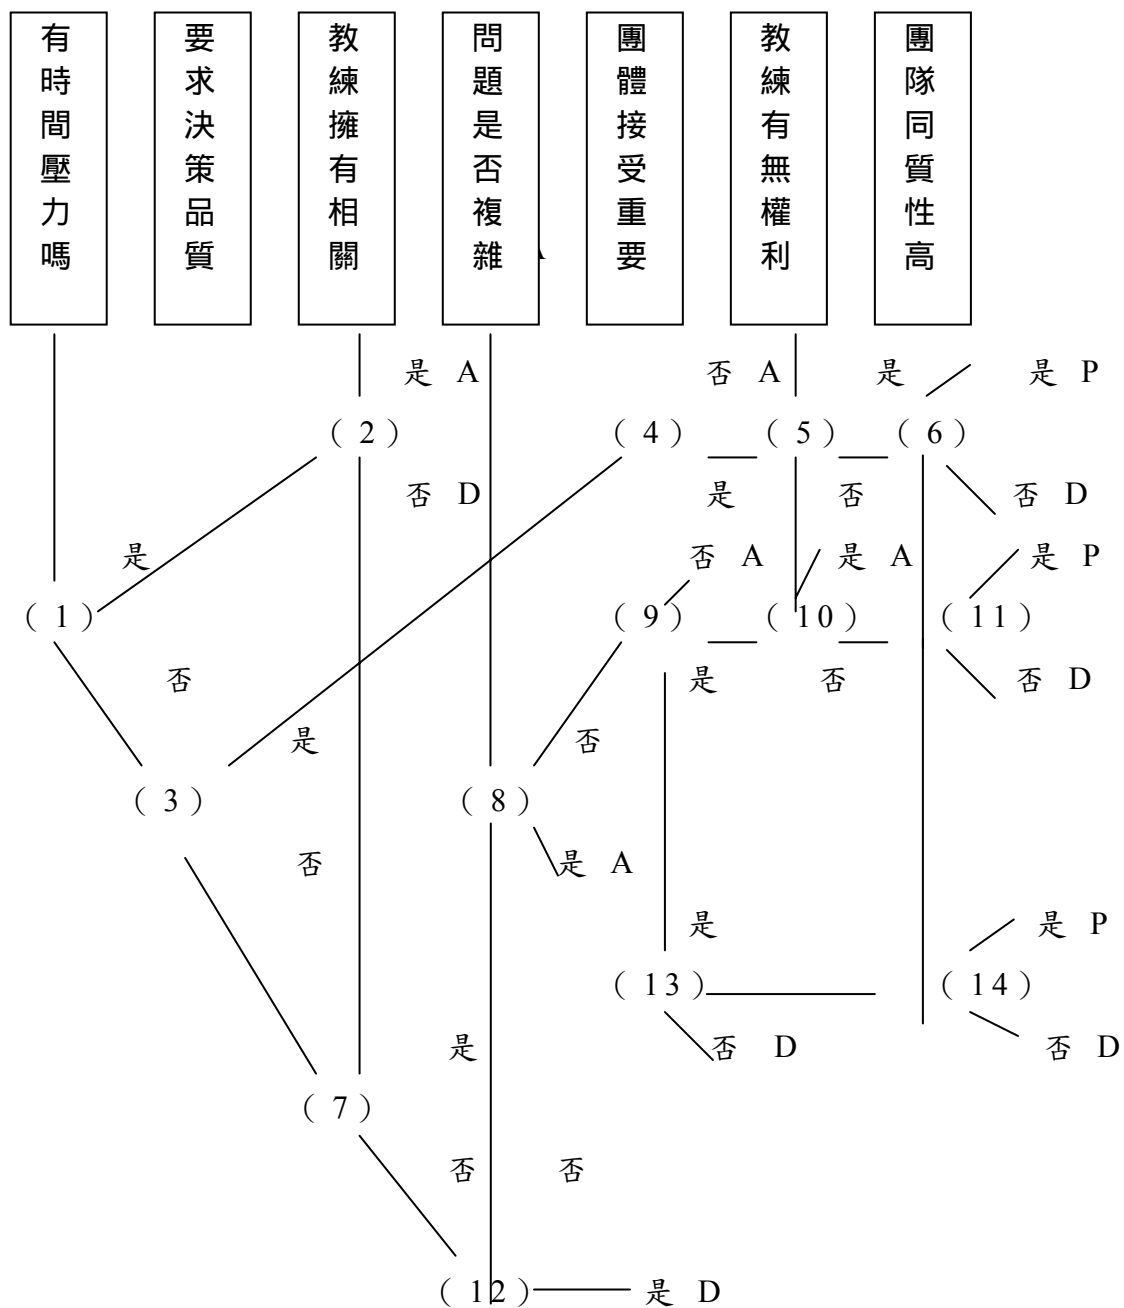 有時間壓力嗎
要求決策品質
教練擁有相關
問題是否複雜
團體接受重要
教練有無權利
團隊同質性高
是 A 否 A 是 是 P
（2） （4） （5） （6）
否 D 是 否 否 D
是 否 A 是 A 是 P
（1） （9） （10） （11）
否 是 否 否 D
是 否
（3） （8）
否 是 A
是 是 P
（13） （14）
是 否 D 否 D
（7）
否 否
（12） 是 D